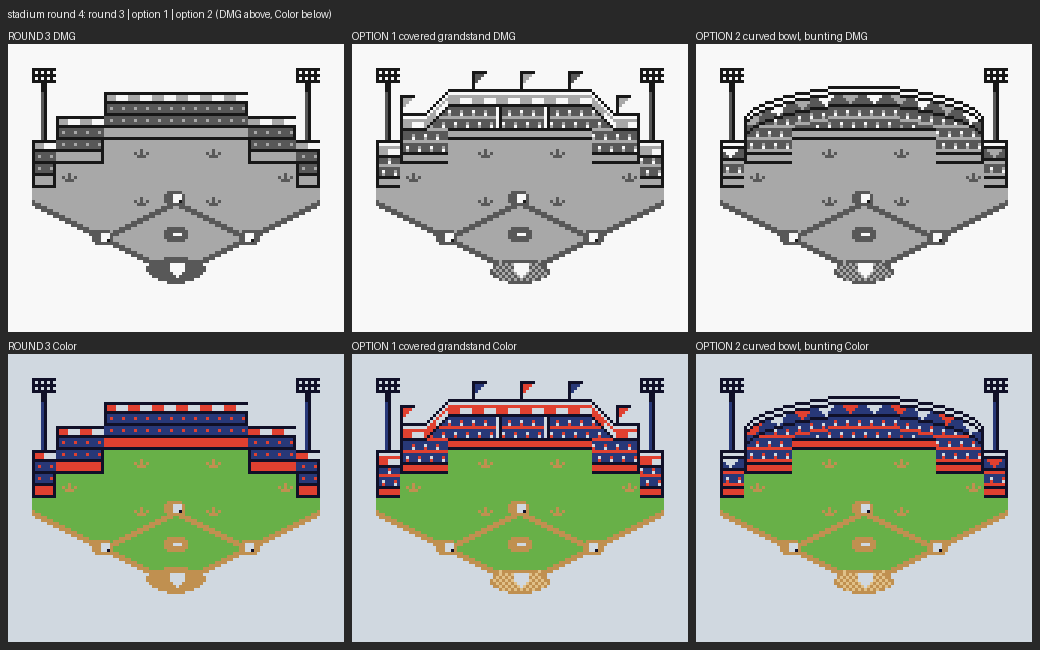 stadium round 4: round 3 | option 1 | option 2 (DMG above, Color below)
ROUND 3 DMG
OPTION 1 covered grandstand DMG
OPTION 2 curved bowl, bunting DMG
ROUND 3 Color
OPTION 1 covered grandstand Color
OPTION 2 curved bowl, bunting Color